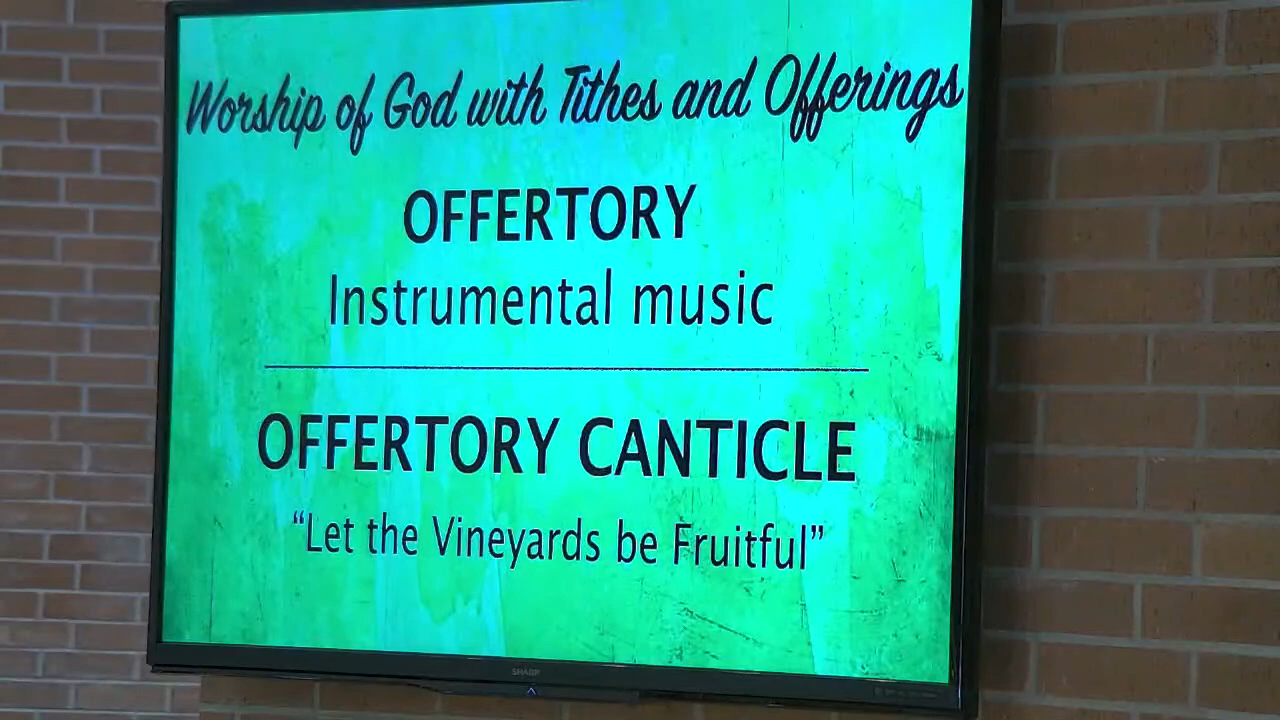 Worship of God with Tithes and Offerings
OFFERTORY
Instrumental music
OFFERTORY CANTICLE
“Let the Vineyards be Fruitful”
SHARP